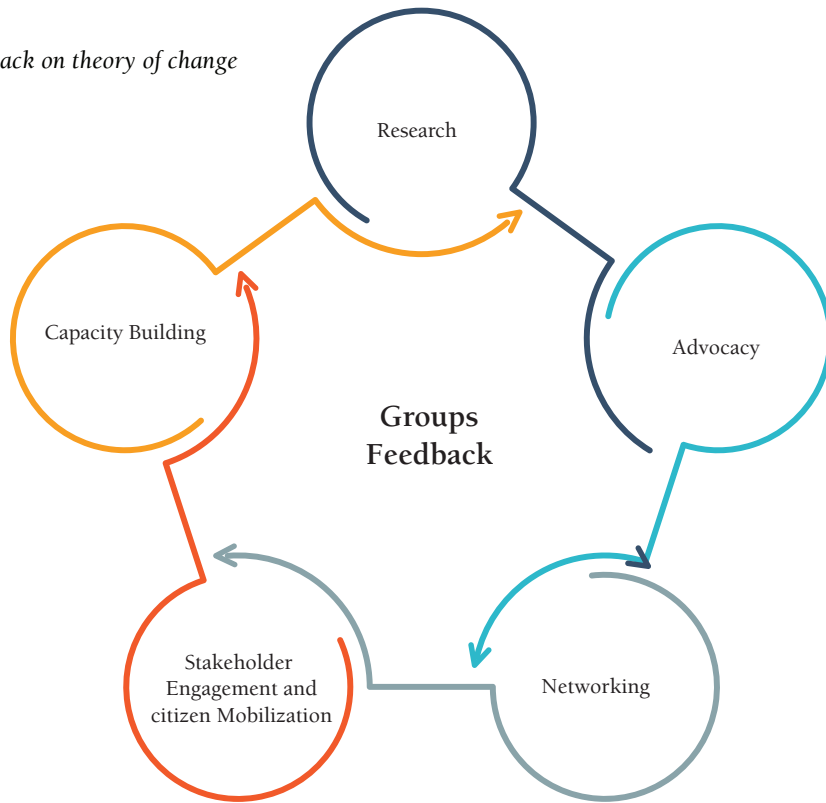 ack on theory of change
Research
Capacity Building
Advocacy
Groups
Feedback
Stakeholder
Engagement and
citizen Mobilization
Networking